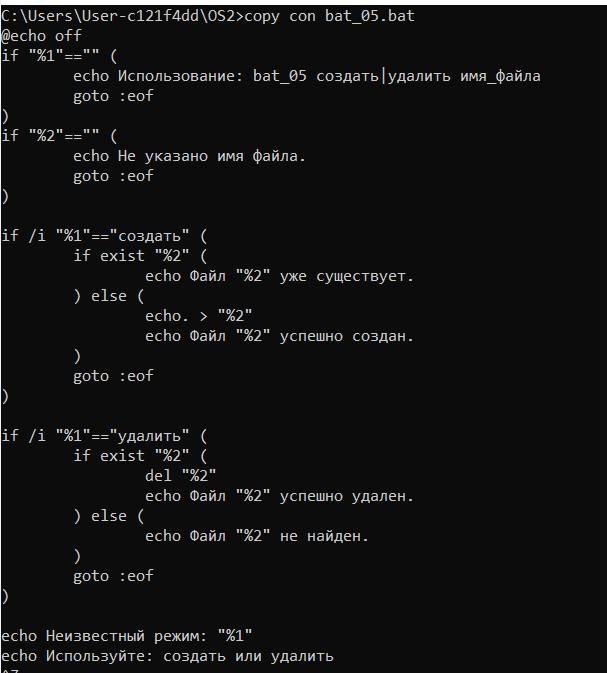 C:\Users\User-c121f4dd\OS2>copy con bat_05.bat
@echo off
if "%1"=="" (
echo Использование: bat_05 создать|удалить имя_файла
goto :eof
)
if "%2"=="" (
echo Не указано имя файла.
goto :eof
)
if /i "%1"=="создать" (
if exist "%2" (
echo Файл "%2" уже существует.
) else (
echo. > "%2"
echo Файл "%2" успешно создан.
)
goto :eof
)
if /i "%1"=="удалить" (
if exist "%2" (
del "%2"
echo Файл "%2" успешно удален.
) else (
echo Файл "%2" не найден.
)
goto :eof
)
echo Неизвестный режим: "%1"
echo Используйте: создать или удалить